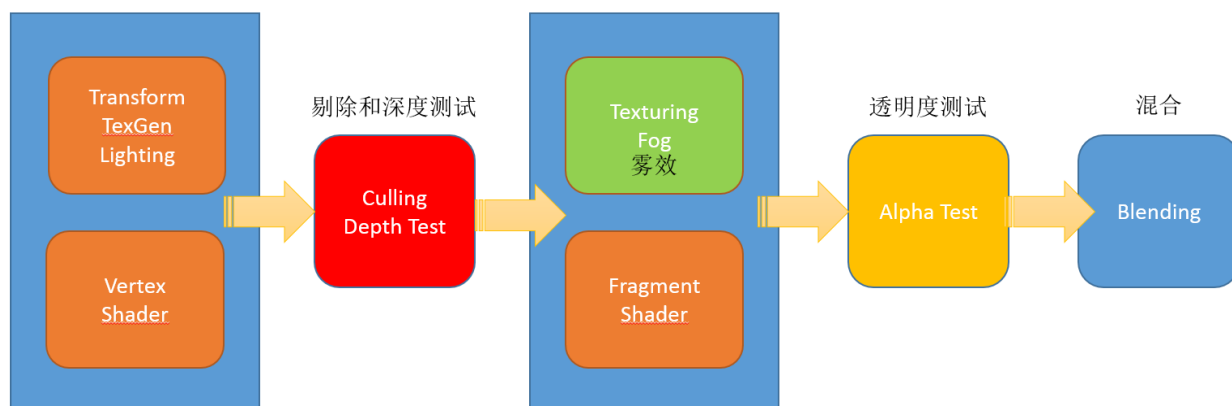 Transform
TexGen
Lighting
Vertex
Shader
剔除和深度测试
Culling
Depth Test
Texturing
Fog
雾效
Fragment
Shader
透明度测试
Alpha Test
混合
Blending